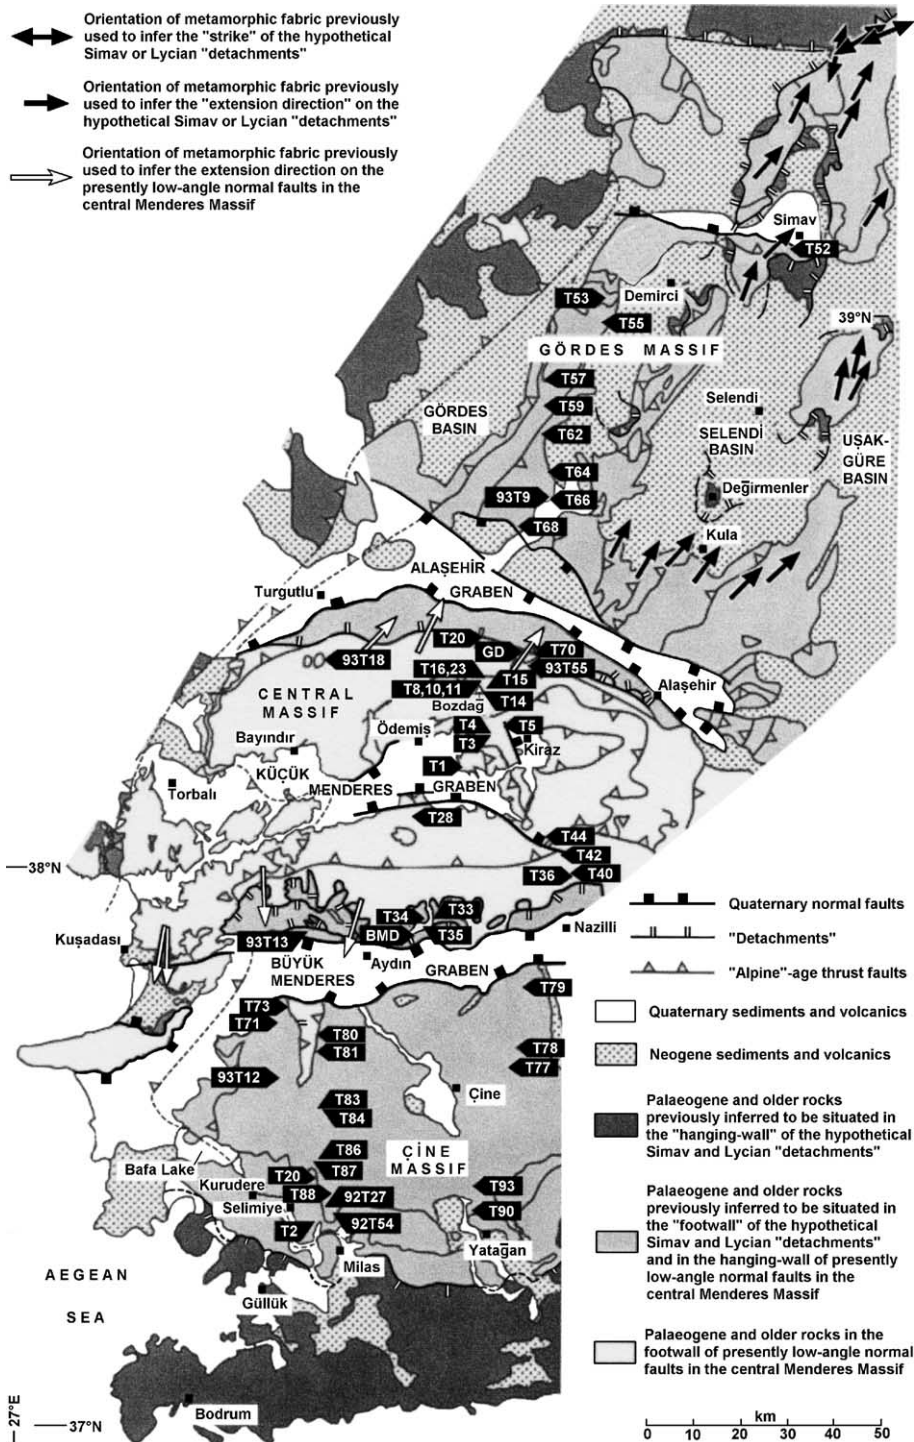 Orientation of metamorphic fabric previously
used to infer the "strike" of the hypothetical
Simav or Lycian "detachments"
Orientation of metamorphic fabric previously
used to infer the "extension direction" on the
hypothetical Simav or Lycian "detachments"
Orientation of metamorphic fabric previously
used to infer the extension direction on the
presently low-angle normal faults in the
central Menderes Massif
Simav
T52
Demirci
T53
T55
39°N
GÖRDES MASSIF
T57
Selendi
T59
GÖRDES
BASIN
T62
SELENDİ
BASIN
UŞAK-
GÜRE
BASIN
T64
Değirmenler
93T9
T66
T68
Kula
ALAŞEHİR
GRABEN
Turgutlu
T20
GD
T70
93T18
T16,23
93T55
T15
T8,10,11
Alaşehir
CENTRAL
MASSIF
T14
Bozdağ
T4
T5
Ödemiş
T3
Kiraz
Bayındır
T1
KÜÇÜK
MENDERES
GRABEN
Torbalı
T28
T44
T42
38°N
T36
T40
T33
T34
Nazilli
Kuşadası
93T13
BMD
T35
Aydın
BÜYÜK
MENDERES
GRABEN
T79
T73
T71
T80
T81
T78
T77
93T12
Çine
T83
T84
T86
ÇİNE
MASSIF
Bafa Lake
T87
T20
Kurudere
T88
92T27
T93
Selimiye
T90
T2
92T54
Yatağan
Milas
AEGEAN
SEA
Güllük
Bodrum
27°E
37°N
Quaternary normal faults
"Detachments"
"Alpine"-age thrust faults
Quaternary sediments and volcanics
Neogene sediments and volcanics
Palaeogene and older rocks
previously inferred to be situated in
the "hanging-wall" of the hypothetical
Simav and Lycian "detachments"
Palaeogene and older rocks
previously inferred to be situated in
the "footwall" of the hypothetical
Simav and Lycian "detachments"
and in the hanging-wall of presently
low-angle normal faults in the
central Menderes Massif
Palaeogene and older rocks in the
footwall of presently low-angle normal
faults in the central Menderes Massif
km
0 10 20 30 40 50